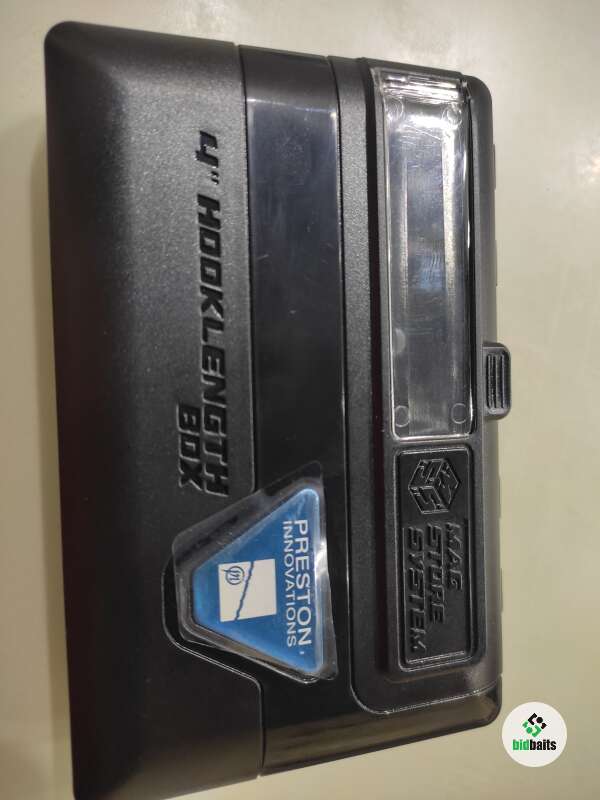 4" HOOKLENGTH
BOX
PRESTON
INNOVATIONS
MAG
STORE
SYSTEM
bidbaits